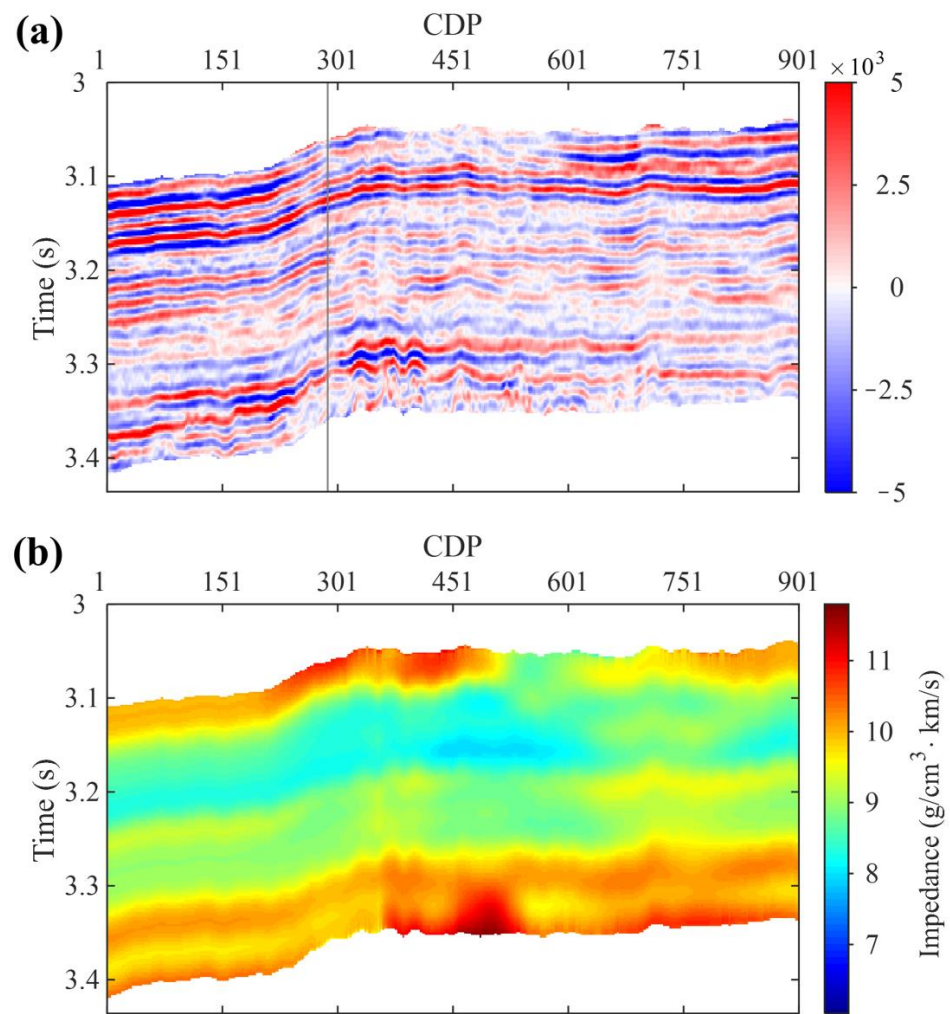 (a)
CDP
1 151 301 451 601 751 901
× 10³
3
3.1
3.2
3.3
3.4
Time (s)
5
2.5
0
−2.5
−5
(b)
CDP
1 151 301 451 601 751 901
3
3.1
3.2
3.3
3.4
Time (s)
11
10
9
8
7
Impedance (g/cm³ · km/s)